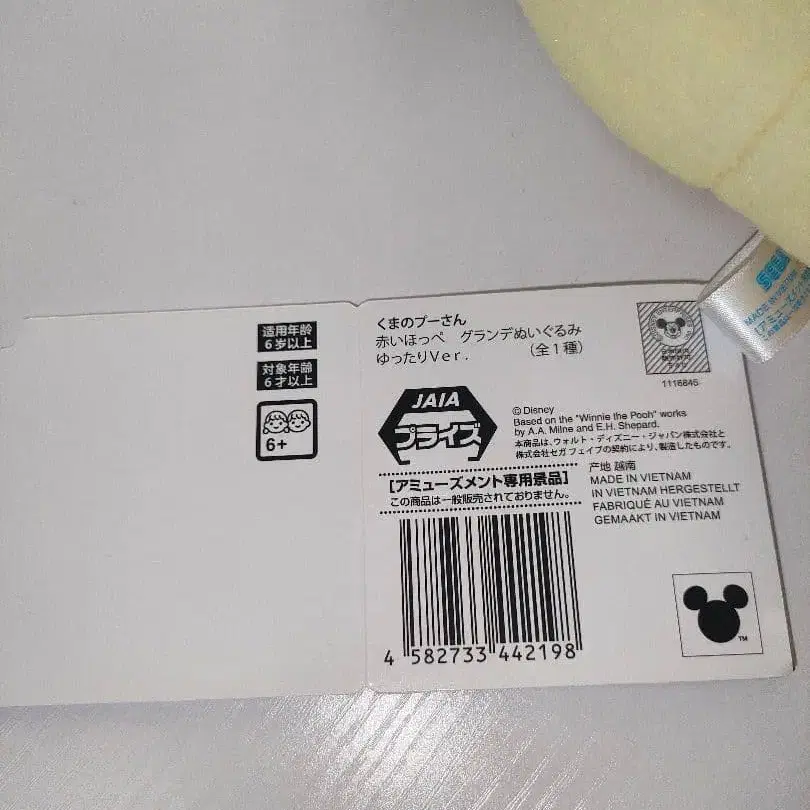 适用年龄
6岁以上
対象年齢
6才以上
6+
くまのプーさん
赤いほっぺ グランデぬいぐるみ
ゆったりVer. (全1種)
1116845
JAIA
プライズ
© Disney
Based on the "Winnie the Pooh" works
by A.A. Milne and E.H. Shepard.
本商品は、ウォルト・ディズニー・ジャパン株式会社と
株式会社セガ フェイブの契約により、製造したものです。
[アミューズメント専用景品]
この商品は一般販売されておりません。
产地 越南
MADE IN VIETNAM
IN VIETNAM HERGESTELLT
FABRIQUÉ AU VIETNAM
GEMAAKT IN VIETNAM
4 582733 442198
TM
SEGA
MADE IN VIETNAM